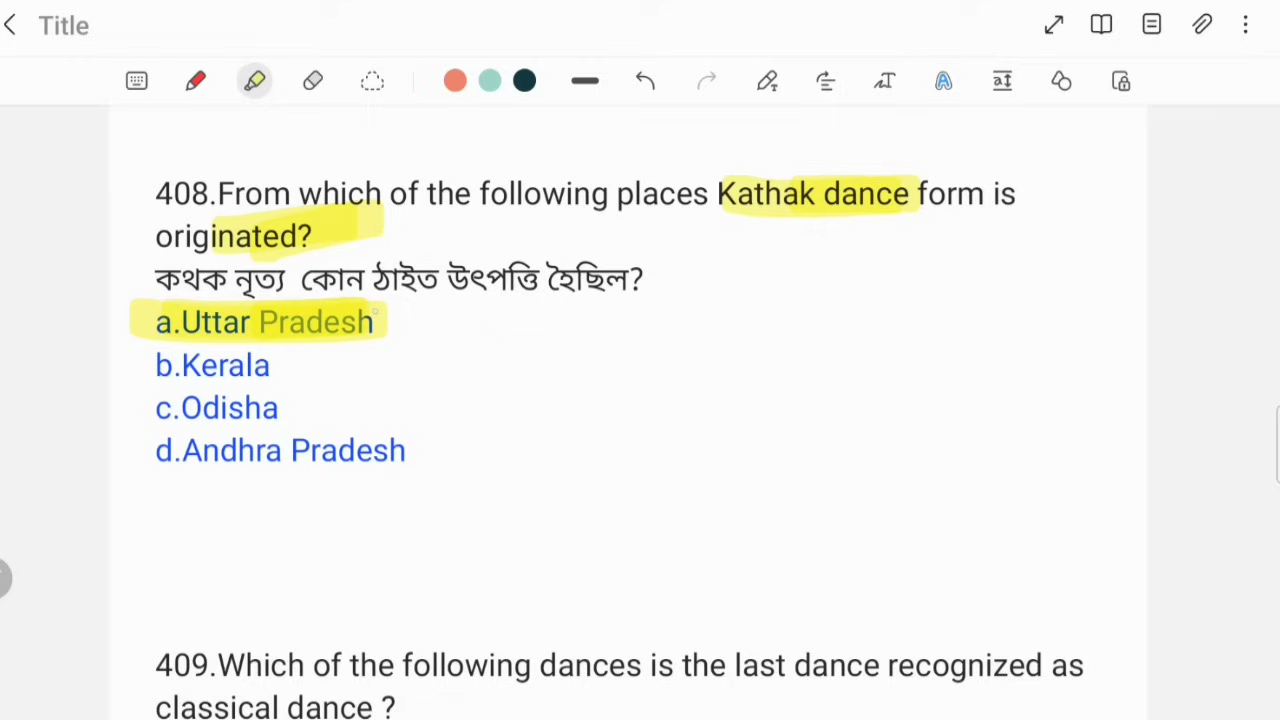 Title
408.From which of the following places Kathak dance form is
originated?
কথক নৃত্য কোন ঠাইত উৎপত্তি হৈছিল?
a.Uttar Pradesh
b.Kerala
c.Odisha
d.Andhra Pradesh
409.Which of the following dances is the last dance recognized as
classical dance ?